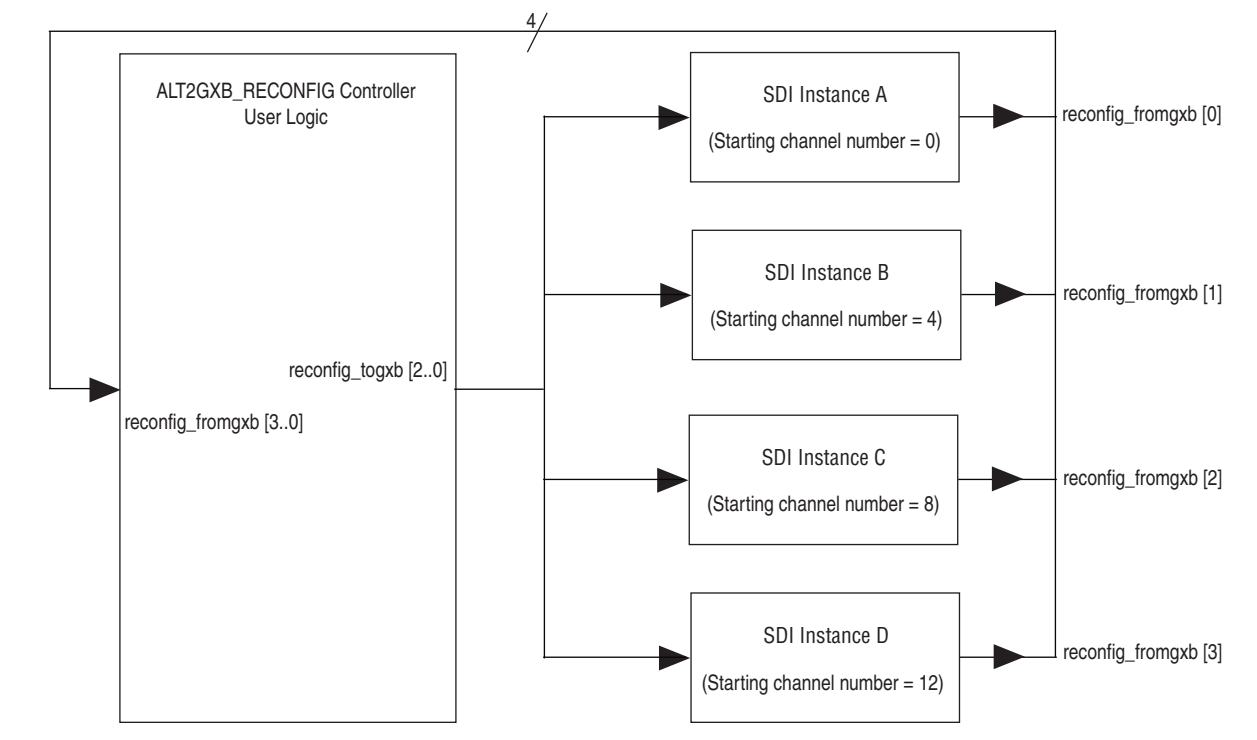 4
ALT2GXB_RECONFIG Controller
User Logic
reconfig_togxb [2..0]
reconfig_fromgxb [3..0]
SDI Instance A
(Starting channel number = 0)
reconfig_fromgxb [0]
SDI Instance B
(Starting channel number = 4)
reconfig_fromgxb [1]
SDI Instance C
(Starting channel number = 8)
reconfig_fromgxb [2]
SDI Instance D
(Starting channel number = 12)
reconfig_fromgxb [3]